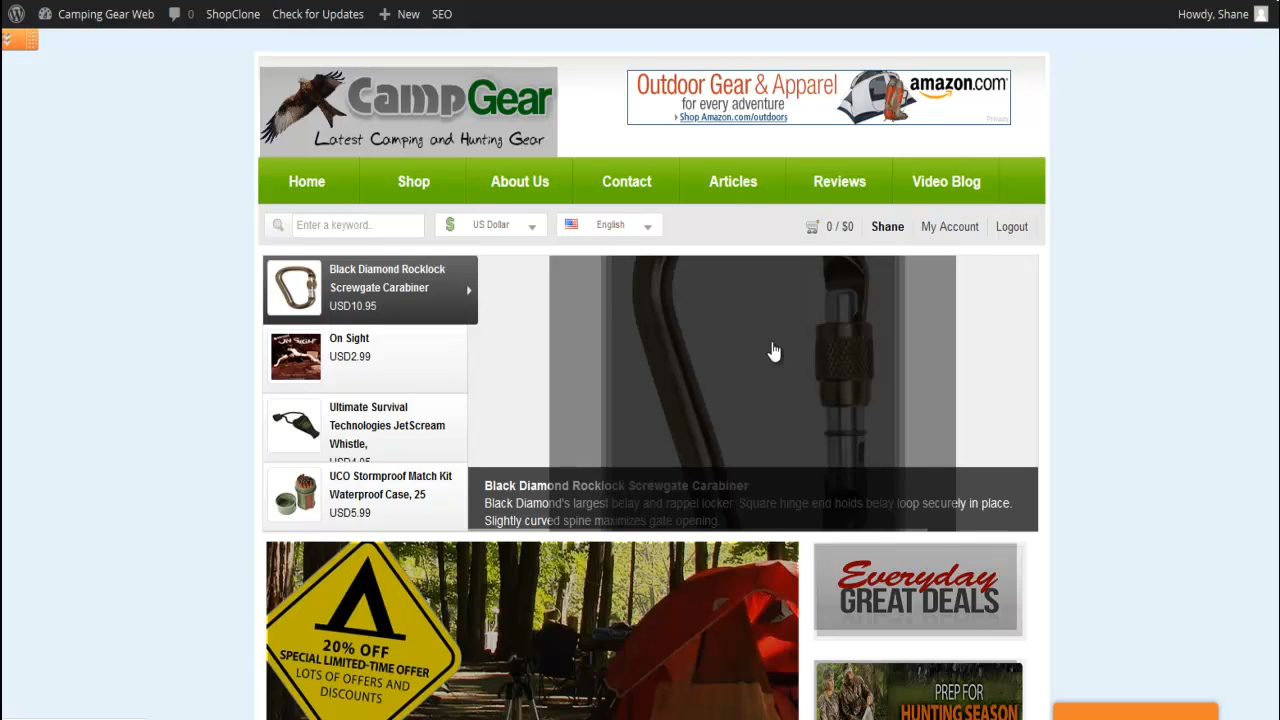 Camping Gear Web 0 ShopClone Check for Updates New SEO Howdy, Shane
CampGear
Latest Camping and Hunting Gear
Outdoor Gear & Apparel
for every adventure
Shop Amazon.com/outdoors
amazon.com
Privacy
Home Shop About Us Contact Articles Reviews Video Blog
Enter a keyword.. $ US Dollar English 0 / $0 Shane My Account Logout
Black Diamond Rocklock
Screwgate Carabiner
USD10.95
On Sight
USD2.99
ON SIGHT
Ultimate Survival
Technologies JetScream
Whistle,
USD4.95
UCO Stormproof Match Kit
Waterproof Case, 25
USD5.99
Black Diamond Rocklock Screwgate Carabiner
Black Diamond's largest belay and rappel locker. Square hinge end holds belay loop securely in place.
Slightly curved spine maximizes gate opening.
20% OFF
SPECIAL LIMITED-TIME OFFER
LOTS OF OFFERS AND
DISCOUNTS
Everyday
GREAT DEALS
PREP FOR
HUNTING SEASON